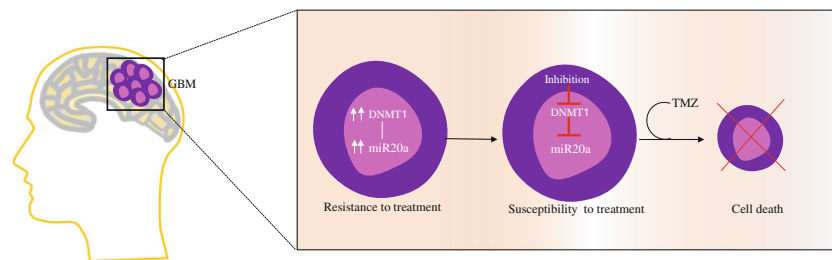 GBM
↑↑ DNMT1
↑↑ miR20a
Resistance to treatment
Inhibition
DNMT1
miR20a
Susceptibility to treatment
TMZ
Cell death